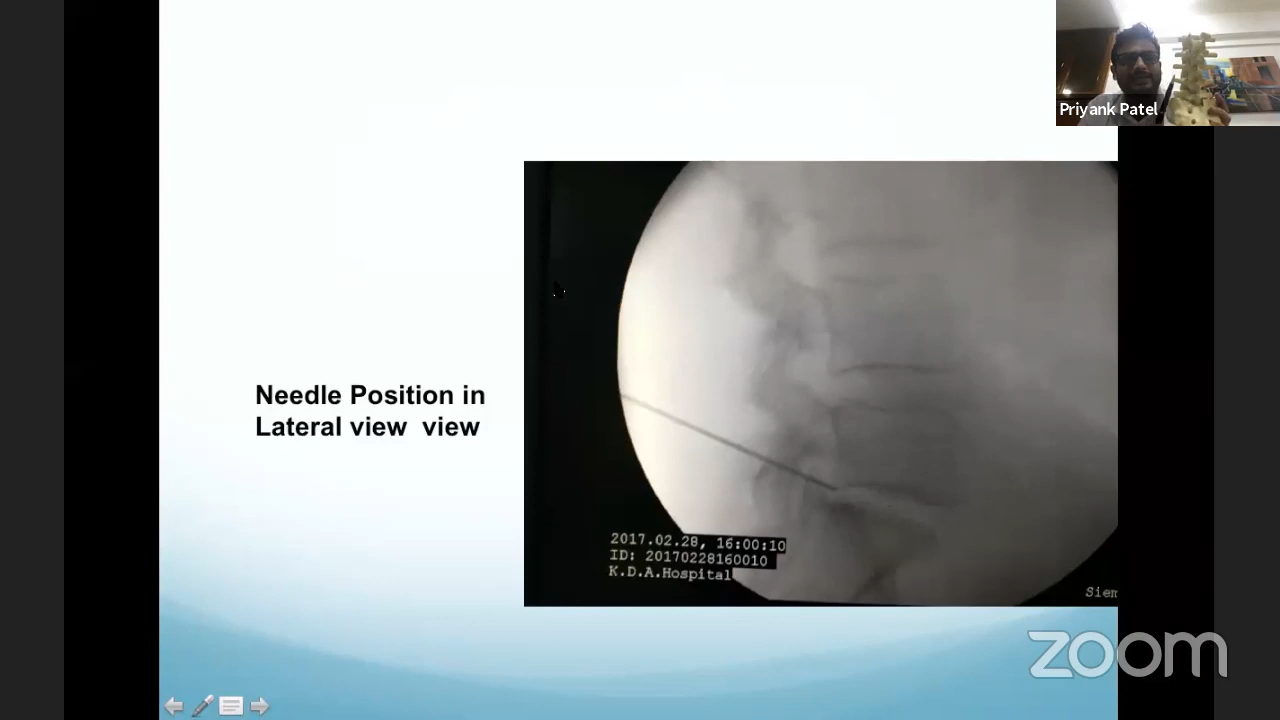 Priyank Patel
Needle Position in
Lateral view  view
2017.02.28, 16:00:10
ID: 20170228160010
K.D.A.Hospital
Siem
zoom